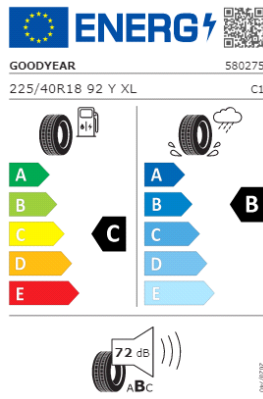 ENERG
GOODYEAR 580275
225/40R18 92 Y XL C1
A A
B B B
C C C
D D
E E
72 dB
ABC